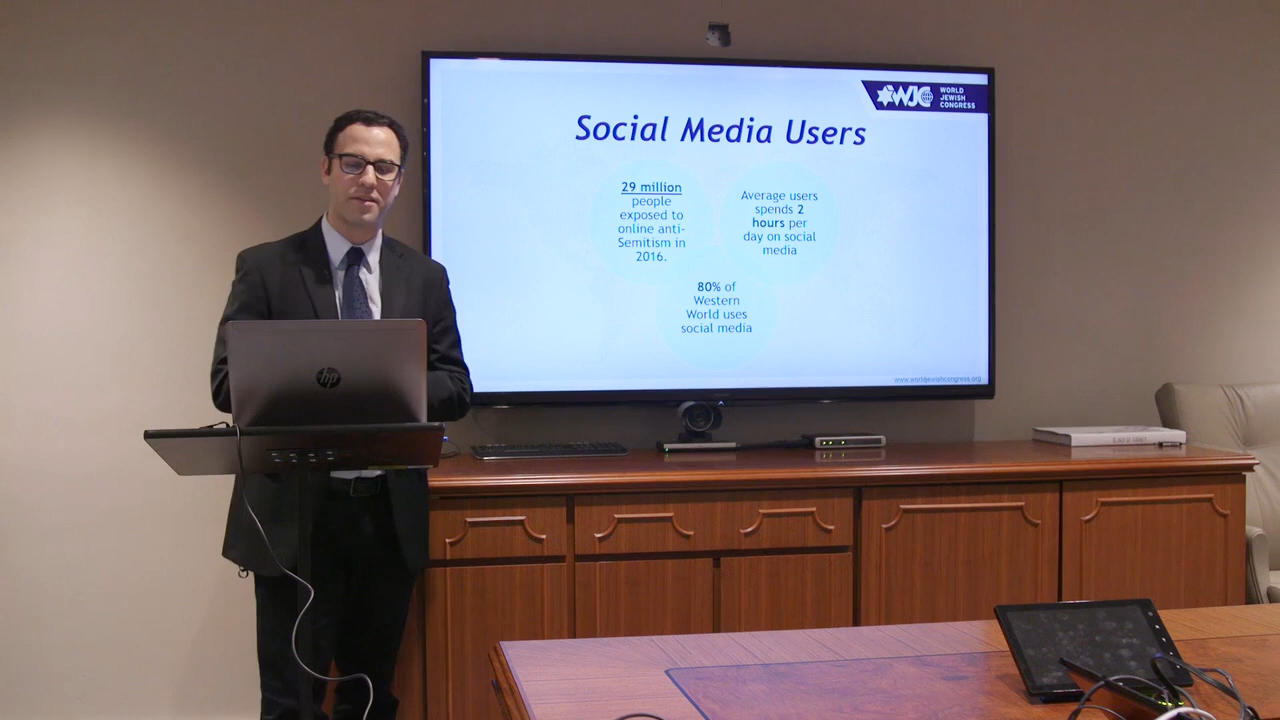 WJC
WORLD
JEWISH
CONGRESS
Social Media Users
29 million
people
exposed to
online anti-
Semitism in
2016.
Average users
spends 2
hours per
day on social
media
80% of
Western
World uses
social media
www.worldjewishcongress.org
hp